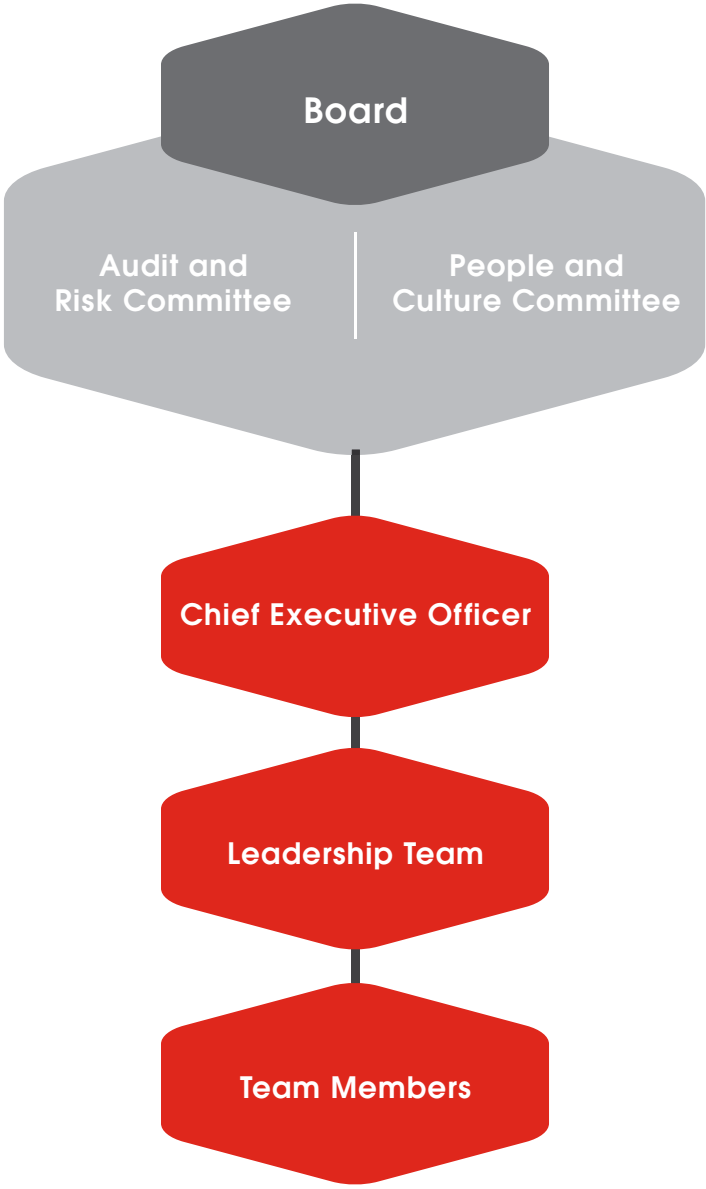 Board
Audit and
Risk Committee
People and
Culture Committee
Chief Executive Officer
Leadership Team
Team Members